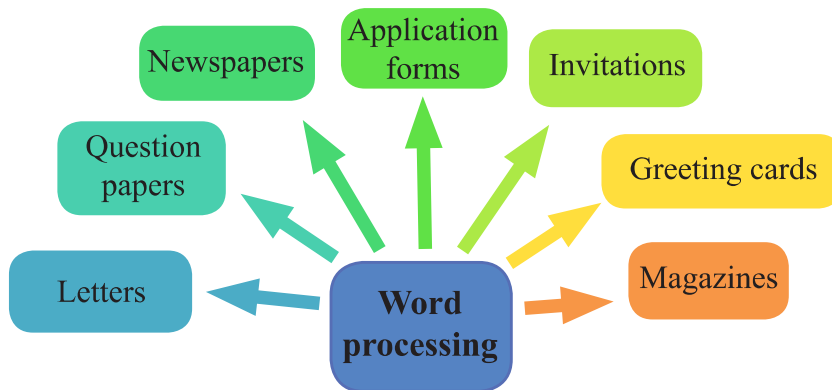 Application
forms
Newspapers
Invitations
Question
papers
Greeting cards
Letters
Magazines
Word
processing